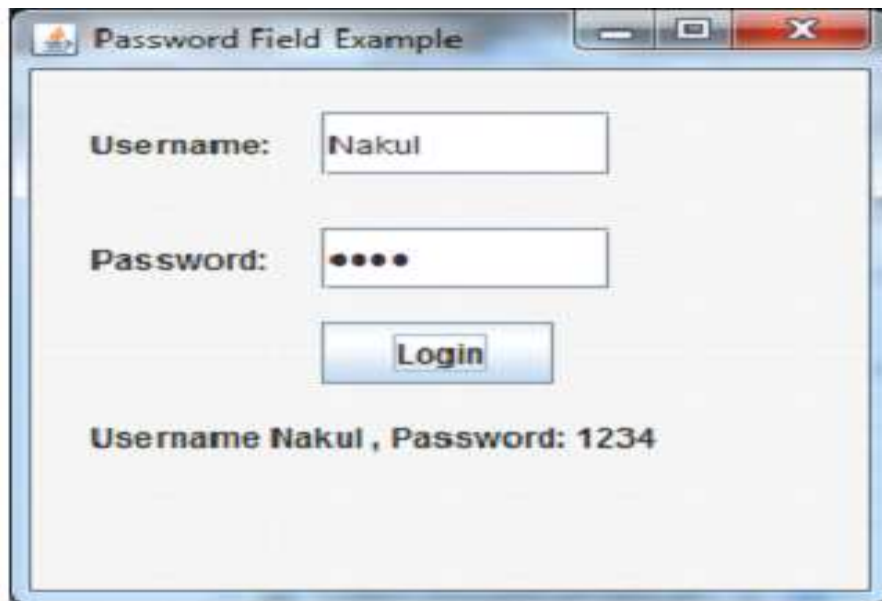 Password Field Example
Username: Nakul
Password: ••••
Login
Username Nakul , Password: 1234